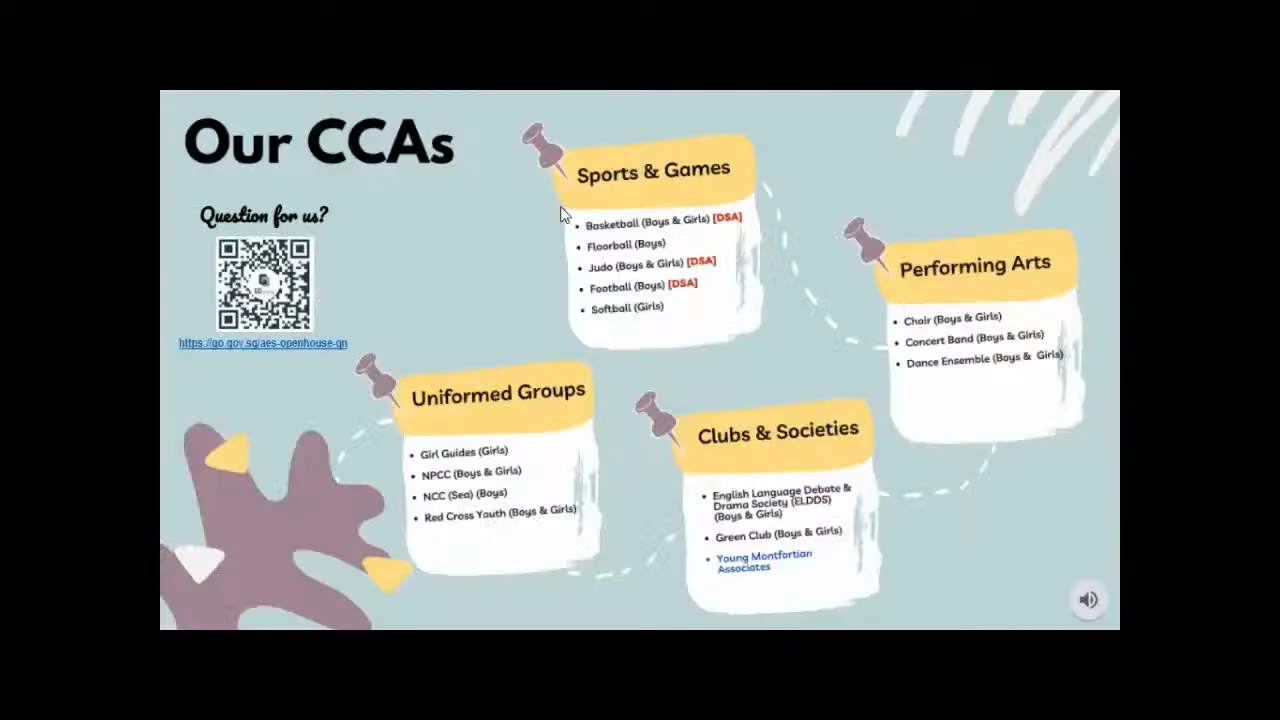 Our CCAs
Question for us?
https://go.gov.sg/aes-openhouse-qn
Sports & Games
• Basketball (Boys & Girls) [DSA]
• Floorball (Boys)
• Judo (Boys & Girls) [DSA]
• Football (Boys) [DSA]
• Softball (Girls)
Performing Arts
• Choir (Boys & Girls)
• Concert Band (Boys & Girls)
• Dance Ensemble (Boys & Girls)
Uniformed Groups
• Girl Guides (Girls)
• NPCC (Boys & Girls)
• NCC (Sea) (Boys)
• Red Cross Youth (Boys & Girls)
Clubs & Societies
• English Language Debate &
Drama Society (ELDDS)
(Boys & Girls)
• Green Club (Boys & Girls)
• Young Montfortian
Associates